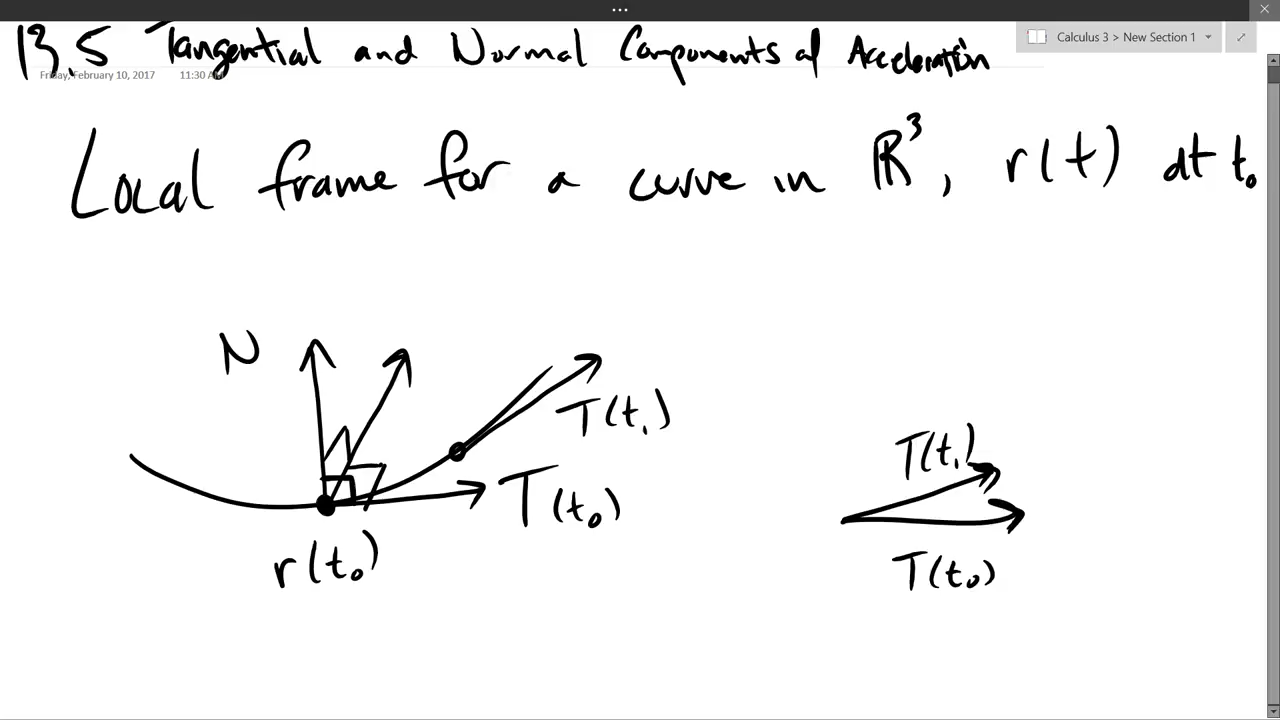 13.5 Tangential and Normal Components of Acceleration
Calculus 3 > New Section 1
Friday, February 10, 2017 11:30 AM
Local frame for a curve in ℝ³, r(t) at t₀
N
T(t₁)
T(t₀)
r(t₀)
T(t₁)
T(t₀)